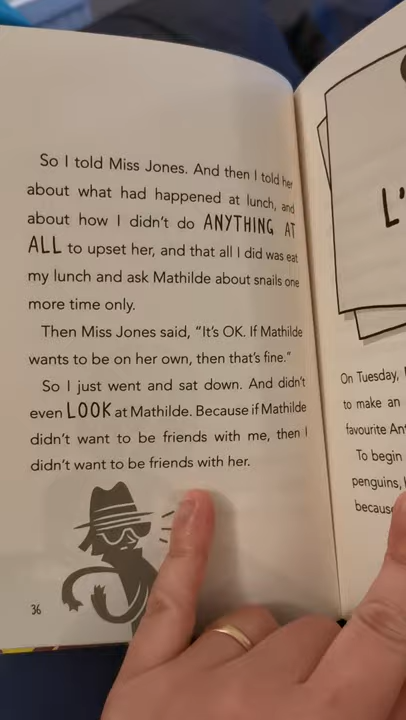 So I told Miss Jones. And then I told her
about what had happened at lunch, and
about how I didn't do ANYTHING AT
ALL to upset her, and that all I did was eat
my lunch and ask Mathilde about snails one
more time only.
Then Miss Jones said, "It's OK. If Mathilde
wants to be on her own, then that's fine."
So I just went and sat down. And didn't
even LOOK at Mathilde. Because if Mathilde
didn't want to be friends with me, then I
didn't want to be friends with her.
36
L'
On Tuesday,
to make an
favourite
To begin
penguins,